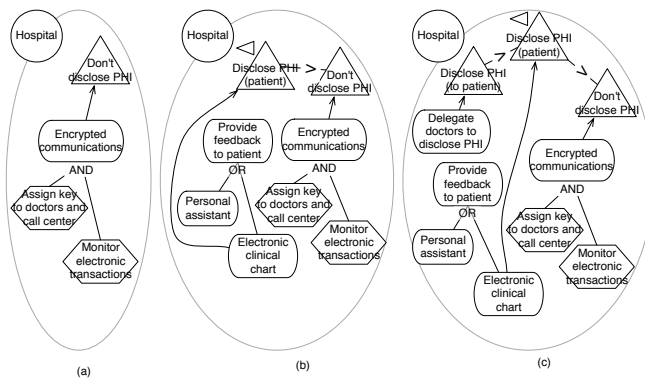 Hospital
Don't
disclose PHI
Encrypted
communications
AND
Assign key
to doctors and
call center
Monitor
electronic
transactions
(a)
Hospital
Disclose PHI
(patient)
Don't
disclose PHI
Provide
feedback
to patient
Encrypted
communications
OR
AND
Personal
assistant
Assign key
to doctors and
call center
Electronic
clinical
chart
Monitor
electronic
transactions
(b)
Hospital
Disclose PHI
(patient)
Disclose PHI
(to patient)
Don't
disclose PHI
Delegate
doctors to
disclose PHI
Encrypted
communications
Provide
feedback
to patient
AND
OR
Assign key
to doctors and
call center
Personal
assistant
Monitor
electronic
transactions
Electronic
clinical
chart
(c)